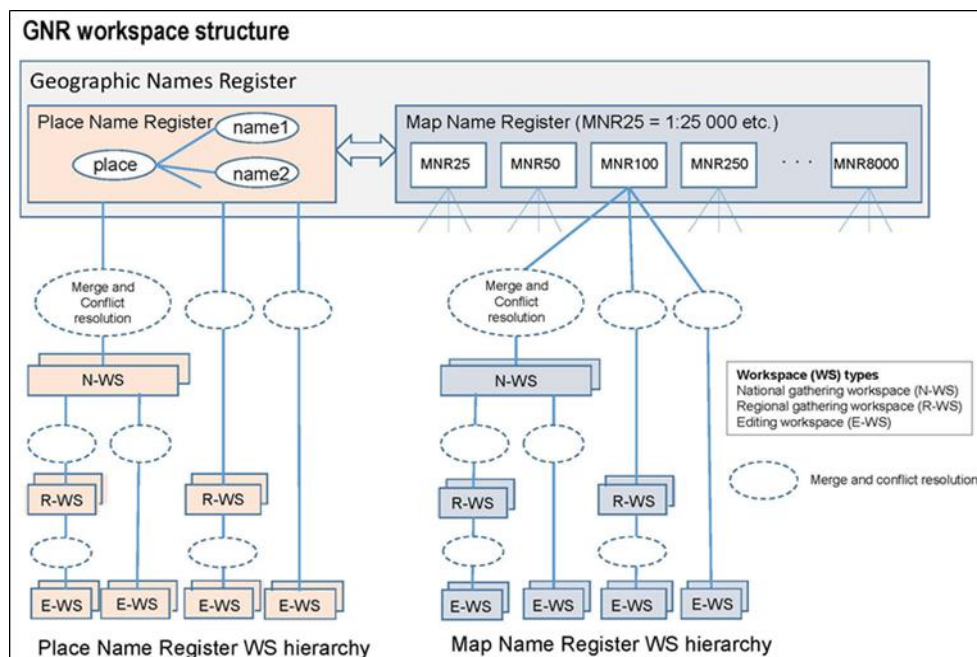 GNR workspace structure
Geographic Names Register
Place Name Register
name1
place
name2
Map Name Register (MNR25 = 1:25 000 etc.)
MNR25
MNR50
MNR100
MNR250
. . .
MNR8000
Merge and
Conflict
resolution
Merge and
Conflict
resolution
N-WS
N-WS
Workspace (WS) types
National gathering workspace (N-WS)
Regional gathering workspace (R-WS)
Editing workspace (E-WS)
Merge and conflict resolution
R-WS
R-WS
R-WS
R-WS
E-WS
E-WS
E-WS
E-WS
E-WS
E-WS
E-WS
E-WS
Place Name Register WS hierarchy
Map Name Register WS hierarchy